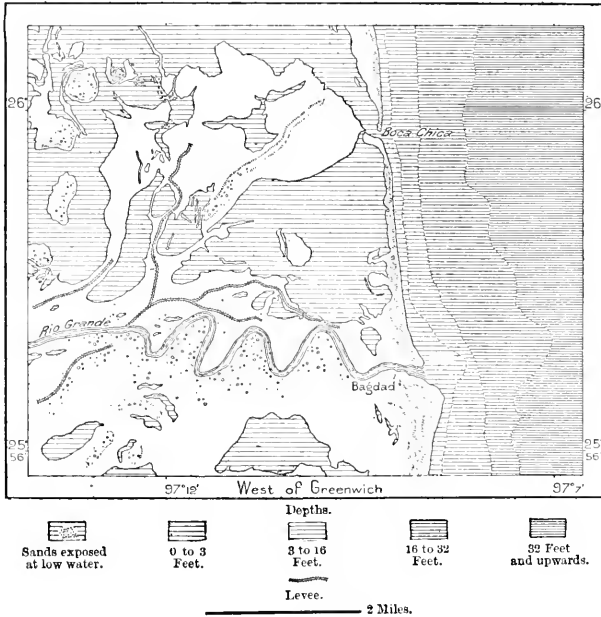 26°
26°
Boca Chica
Rio Grande
Bagdad
25°
56'
25°
56'
97°12' West of Greenwich 97°7'
Depths.
Sands exposed at low water.
0 to 3 Feet.
3 to 16 Feet.
16 to 32 Feet.
32 Feet and upwards.
Levee.
2 Miles.